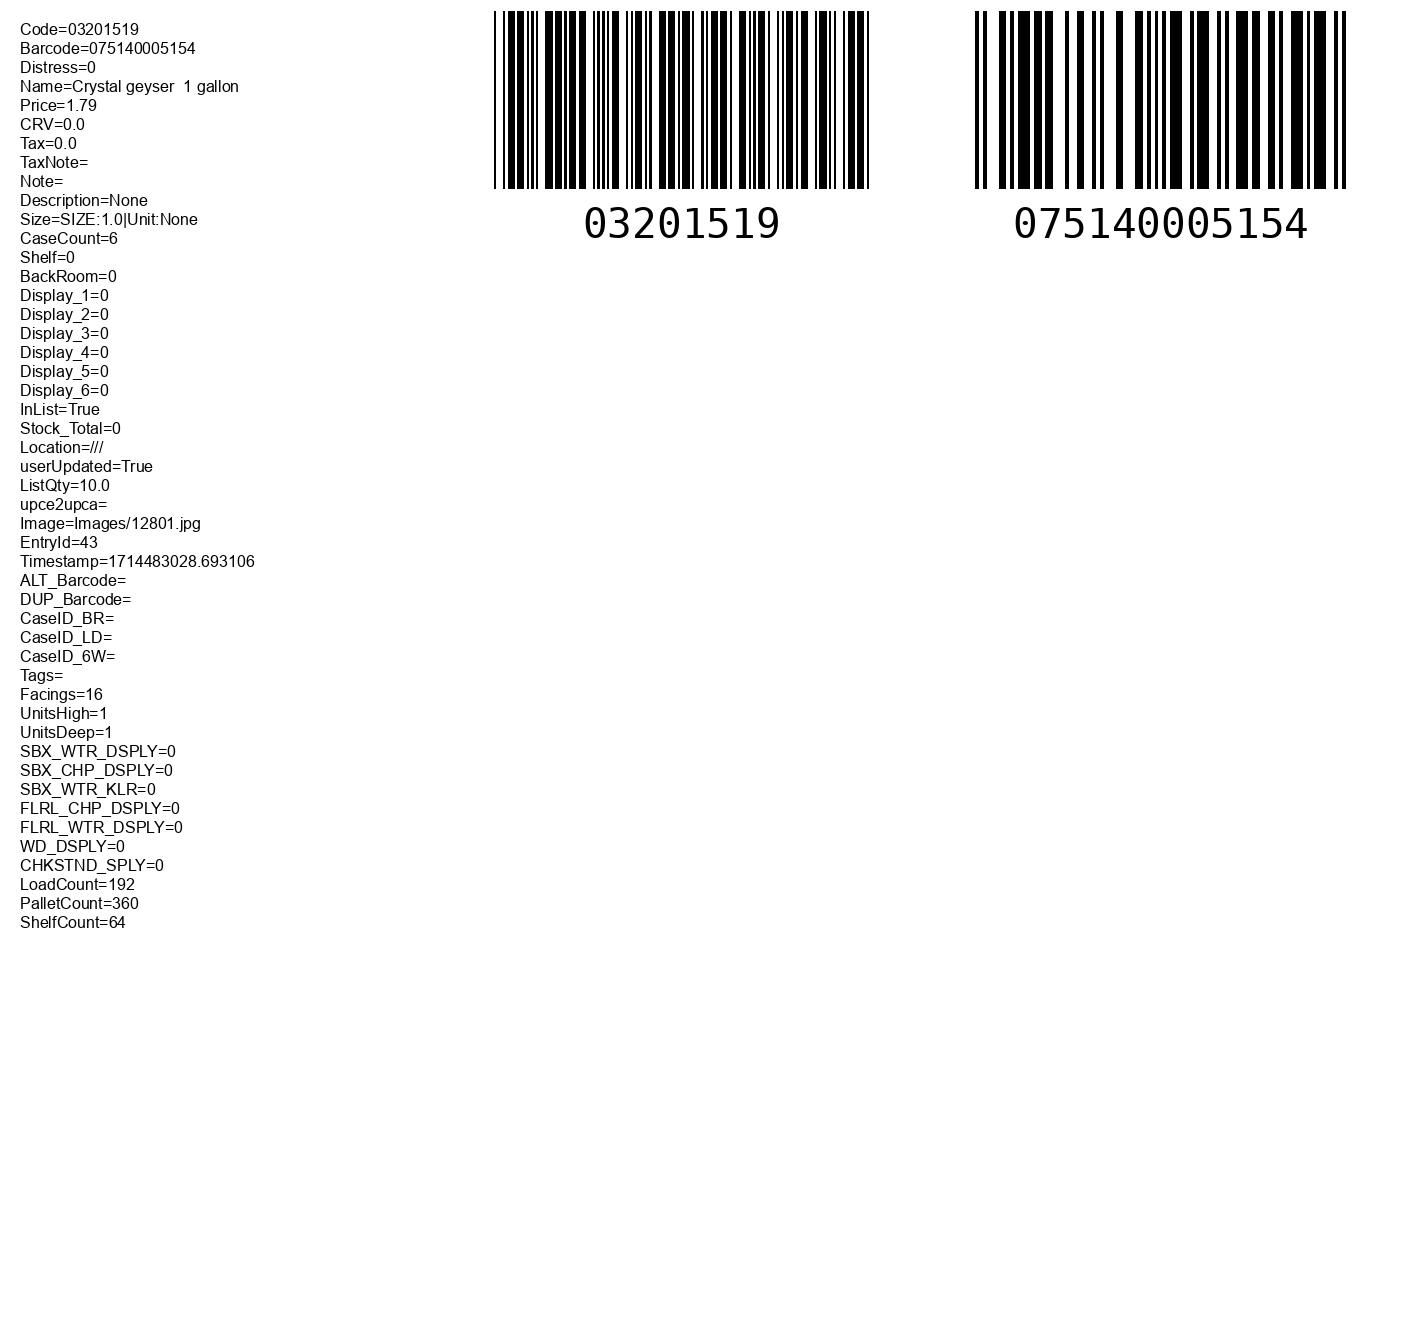 Code=03201519
Barcode=075140005154
Distress=0
Name=Crystal geyser  1 gallon
Price=1.79
CRV=0.0
Tax=0.0
TaxNote=
Note=
Description=None
Size=SIZE:1.0|Unit:None
CaseCount=6
Shelf=0
BackRoom=0
Display_1=0
Display_2=0
Display_3=0
Display_4=0
Display_5=0
Display_6=0
InList=True
Stock_Total=0
Location=///
userUpdated=True
ListQty=10.0
upce2upca=
Image=Images/12801.jpg
EntryId=43
Timestamp=1714483028.693106
ALT_Barcode=
DUP_Barcode=
CaseID_BR=
CaseID_LD=
CaseID_6W=
Tags=
Facings=16
UnitsHigh=1
UnitsDeep=1
SBX_WTR_DSPLY=0
SBX_CHP_DSPLY=0
SBX_WTR_KLR=0
FLRL_CHP_DSPLY=0
FLRL_WTR_DSPLY=0
WD_DSPLY=0
CHKSTND_SPLY=0
LoadCount=192
PalletCount=360
ShelfCount=64
03201519
075140005154